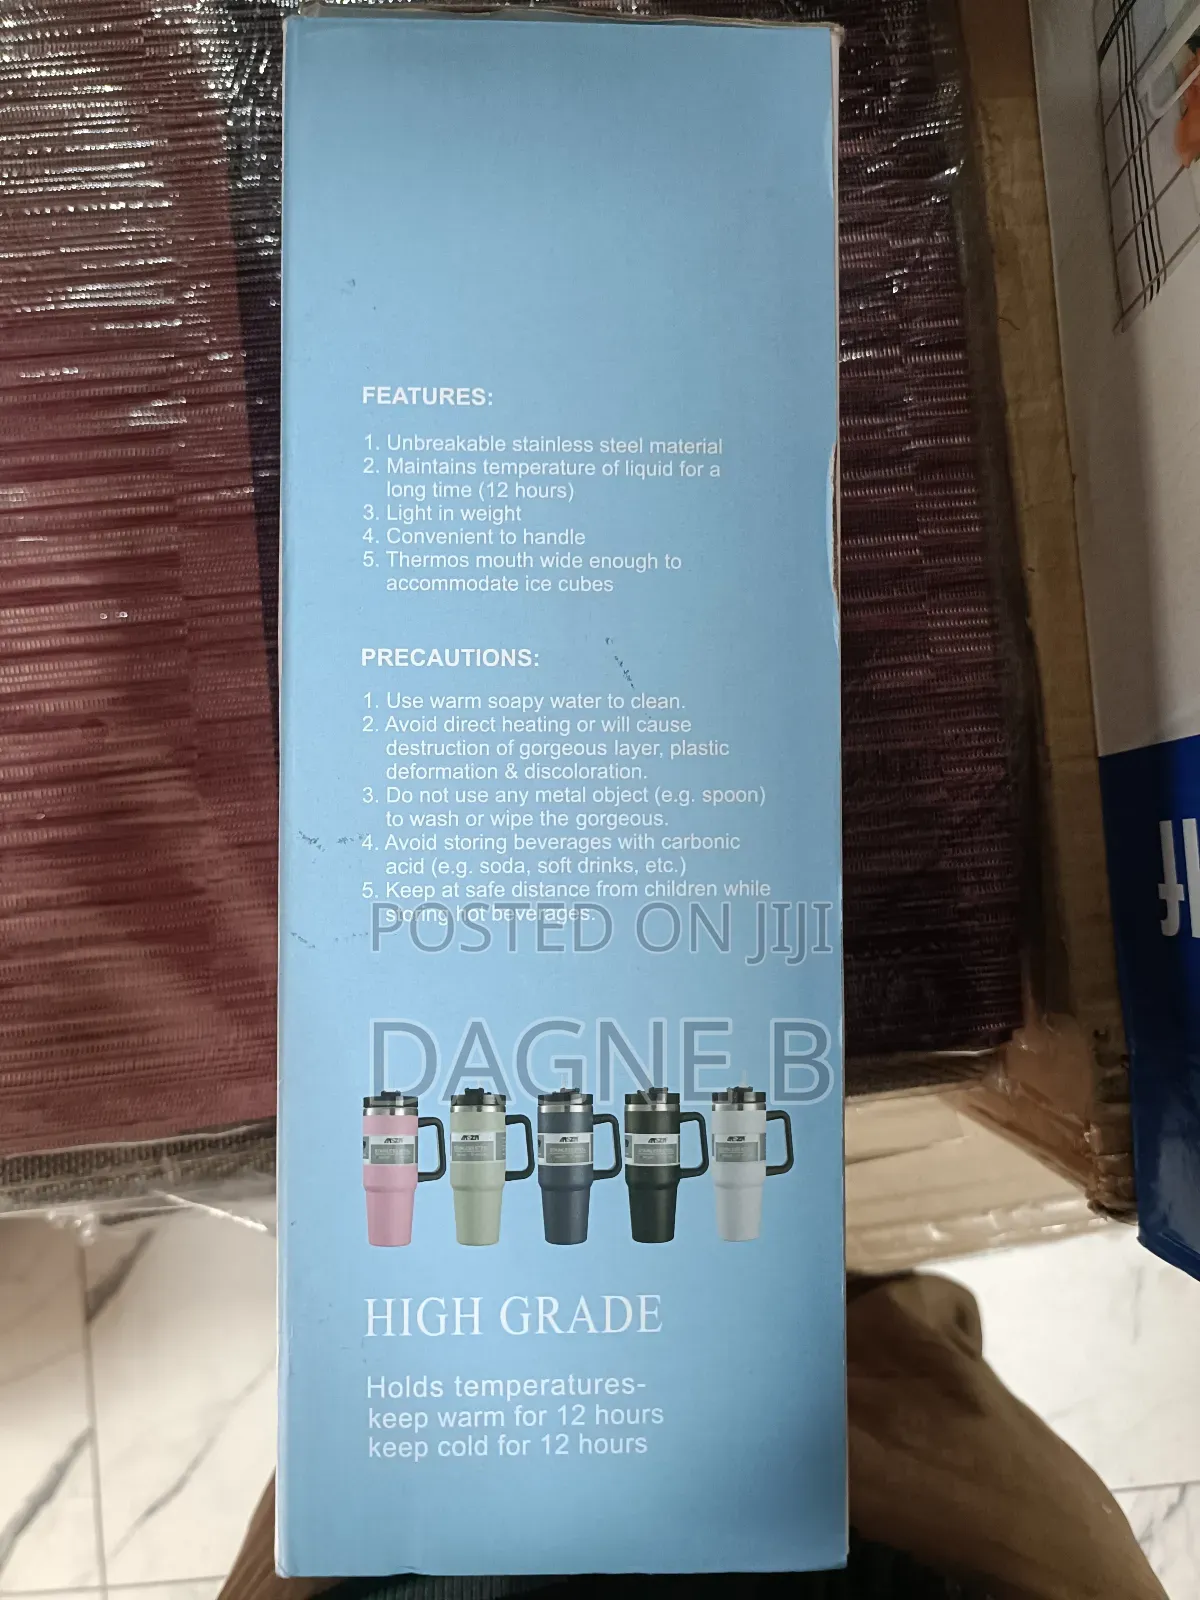 FEATURES:
1. Unbreakable stainless steel material
2. Maintains temperature of liquid for a
long time (12 hours)
3. Light in weight
4. Convenient to handle
5. Thermos mouth wide enough to
accommodate ice cubes
PRECAUTIONS:
1. Use warm soapy water to clean.
2. Avoid direct heating or will cause
destruction of gorgeous layer, plastic
deformation & discoloration.
3. Do not use any metal object (e.g. spoon)
to wash or wipe the gorgeous.
4. Avoid storing beverages with carbonic
acid (e.g. soda, soft drinks, etc.)
5. Keep at safe distance from children while
storing hot beverages.
POSTED ON JIJI
DAGNE B
HIGH GRADE
Holds temperatures-
keep warm for 12 hours
keep cold for 12 hours